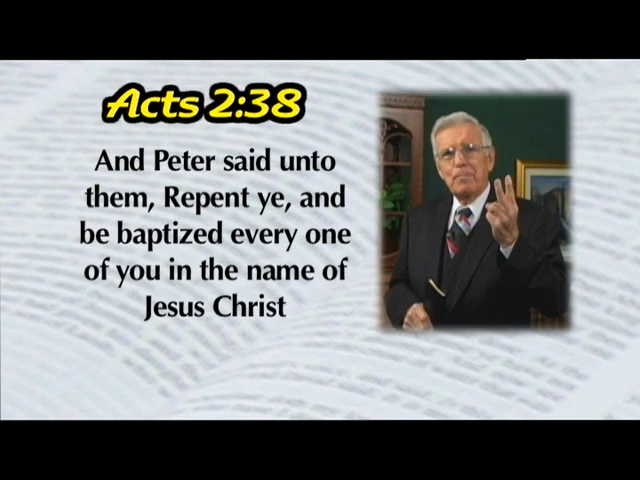 Acts 2:38
And Peter said unto
them, Repent ye, and
be baptized every one
of you in the name of
Jesus Christ